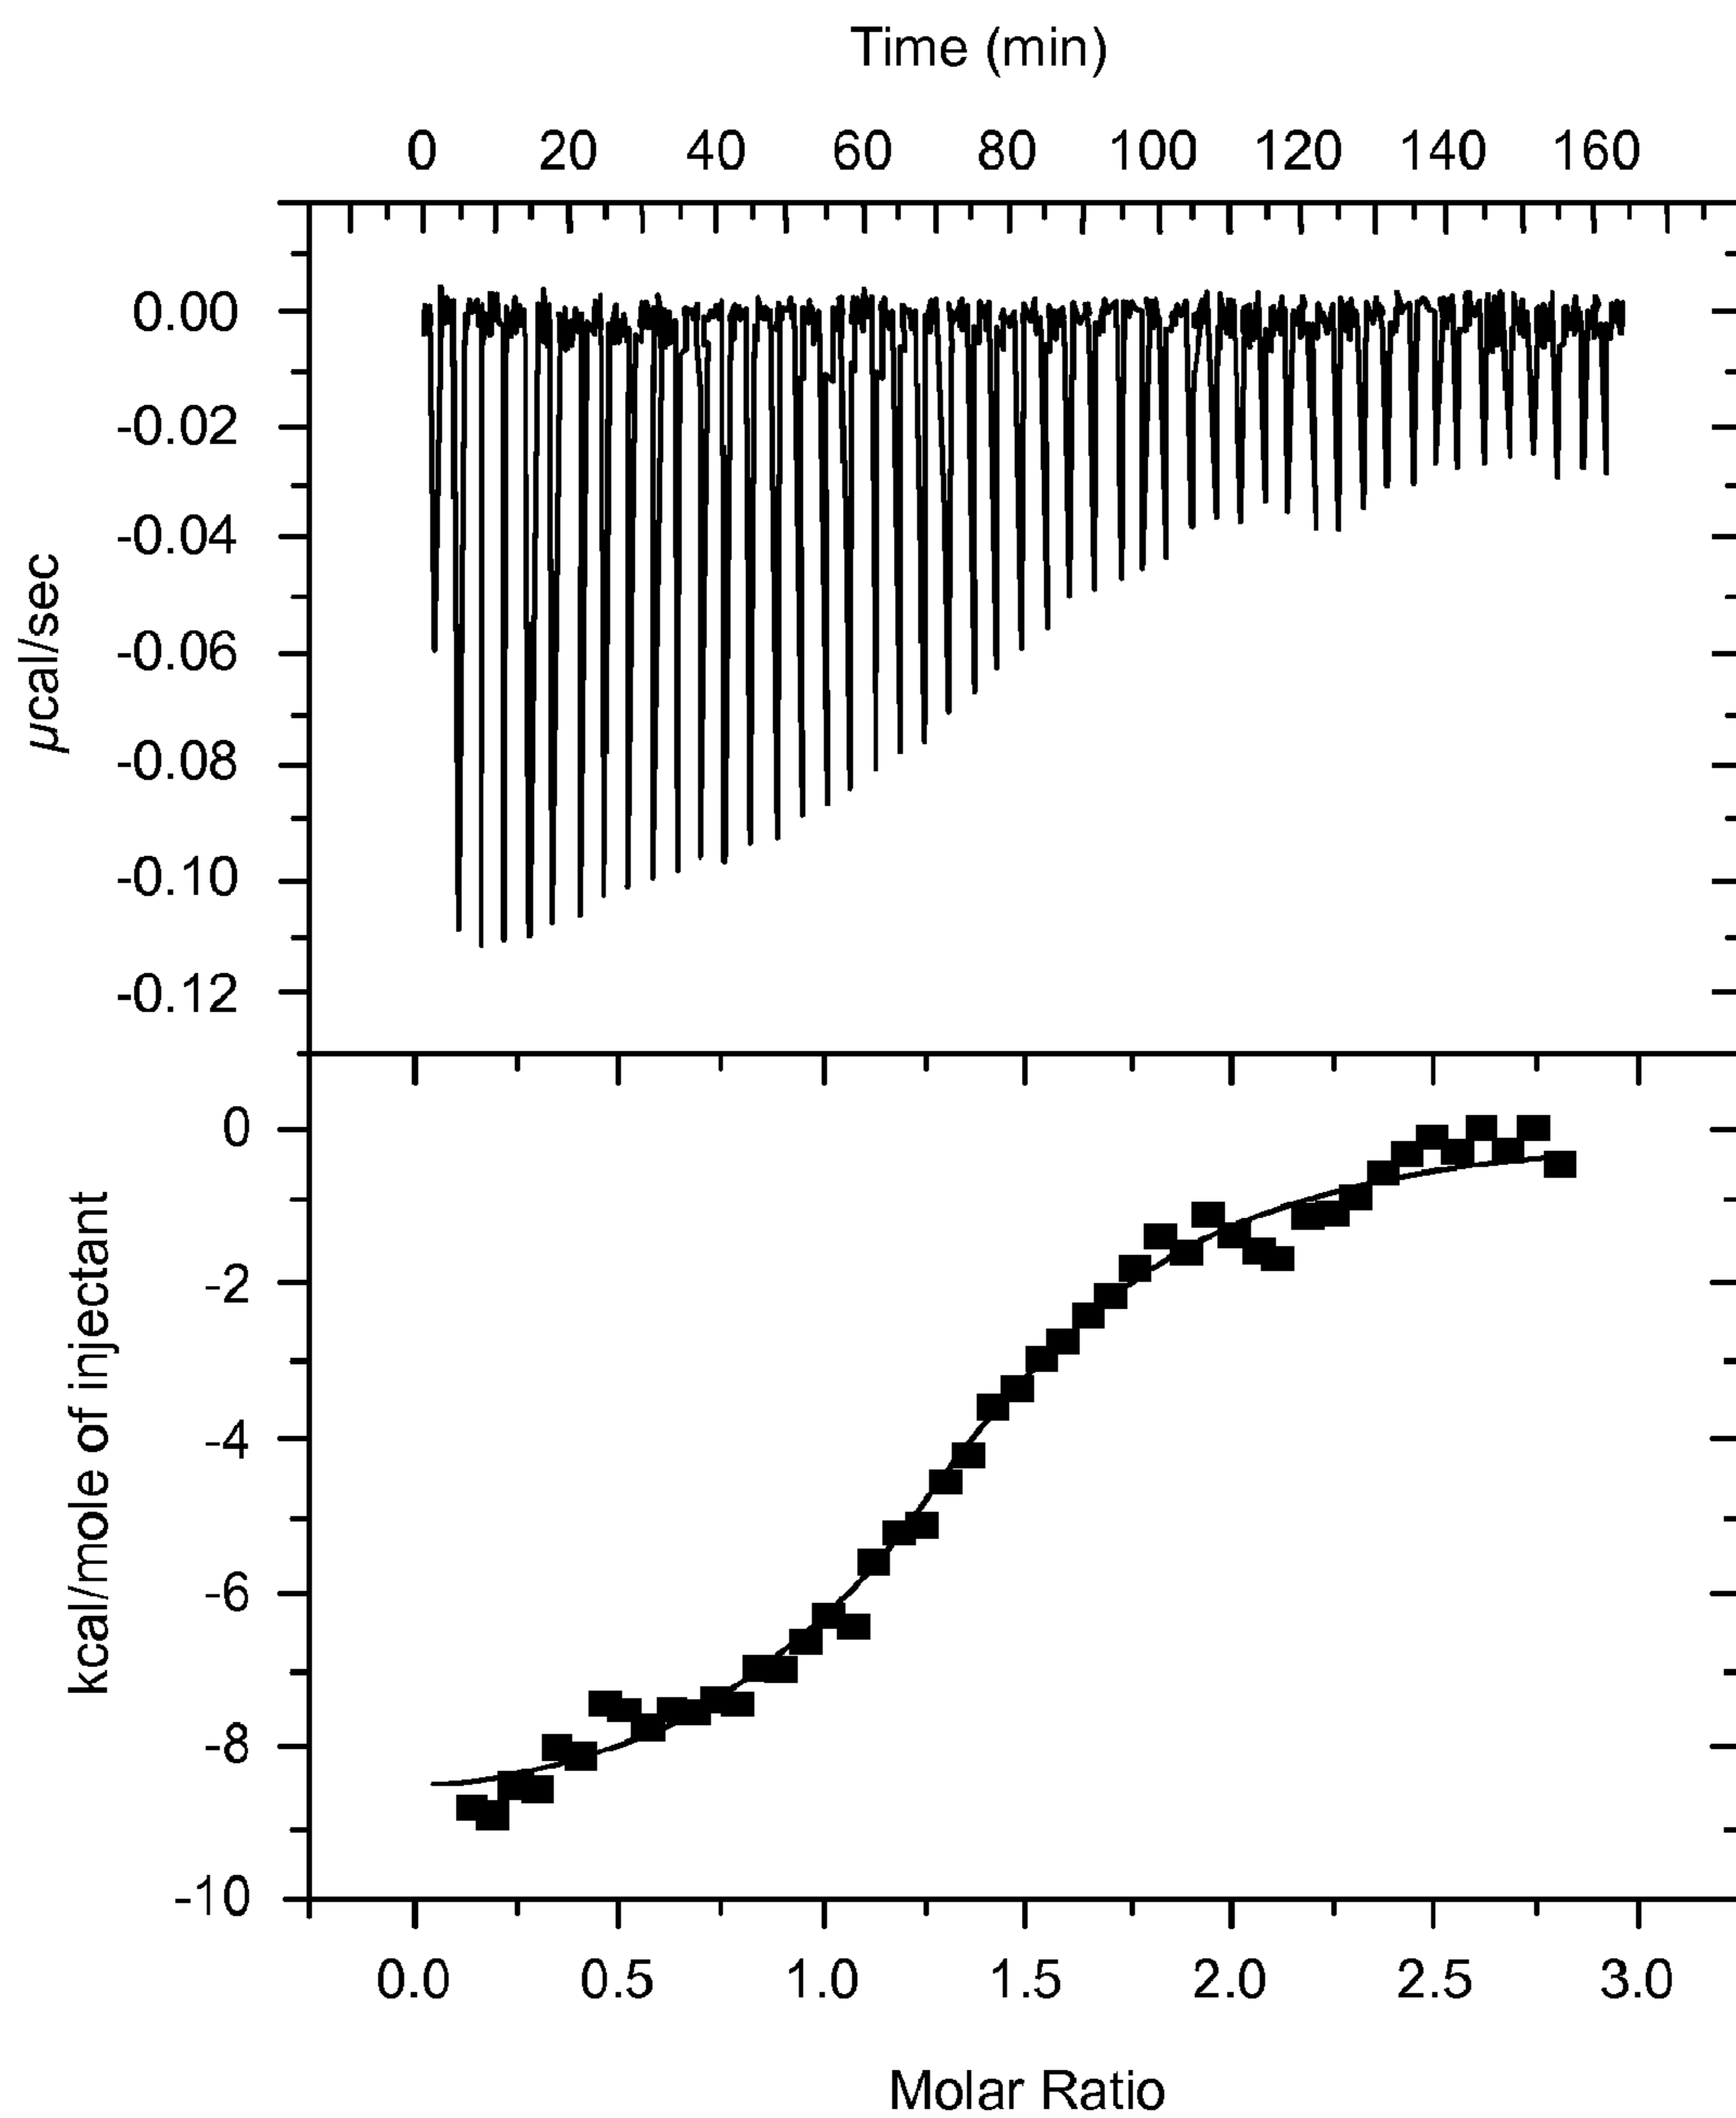 Time (min)
0 20 40 60 80 100 120 140 160
0.00
-0.02
-0.04
-0.06
-0.08
-0.10
-0.12
µcal/sec
0
-2
-4
-6
-8
-10
kcal/mole of injectant
0.0 0.5 1.0 1.5 2.0 2.5 3.0
Molar Ratio